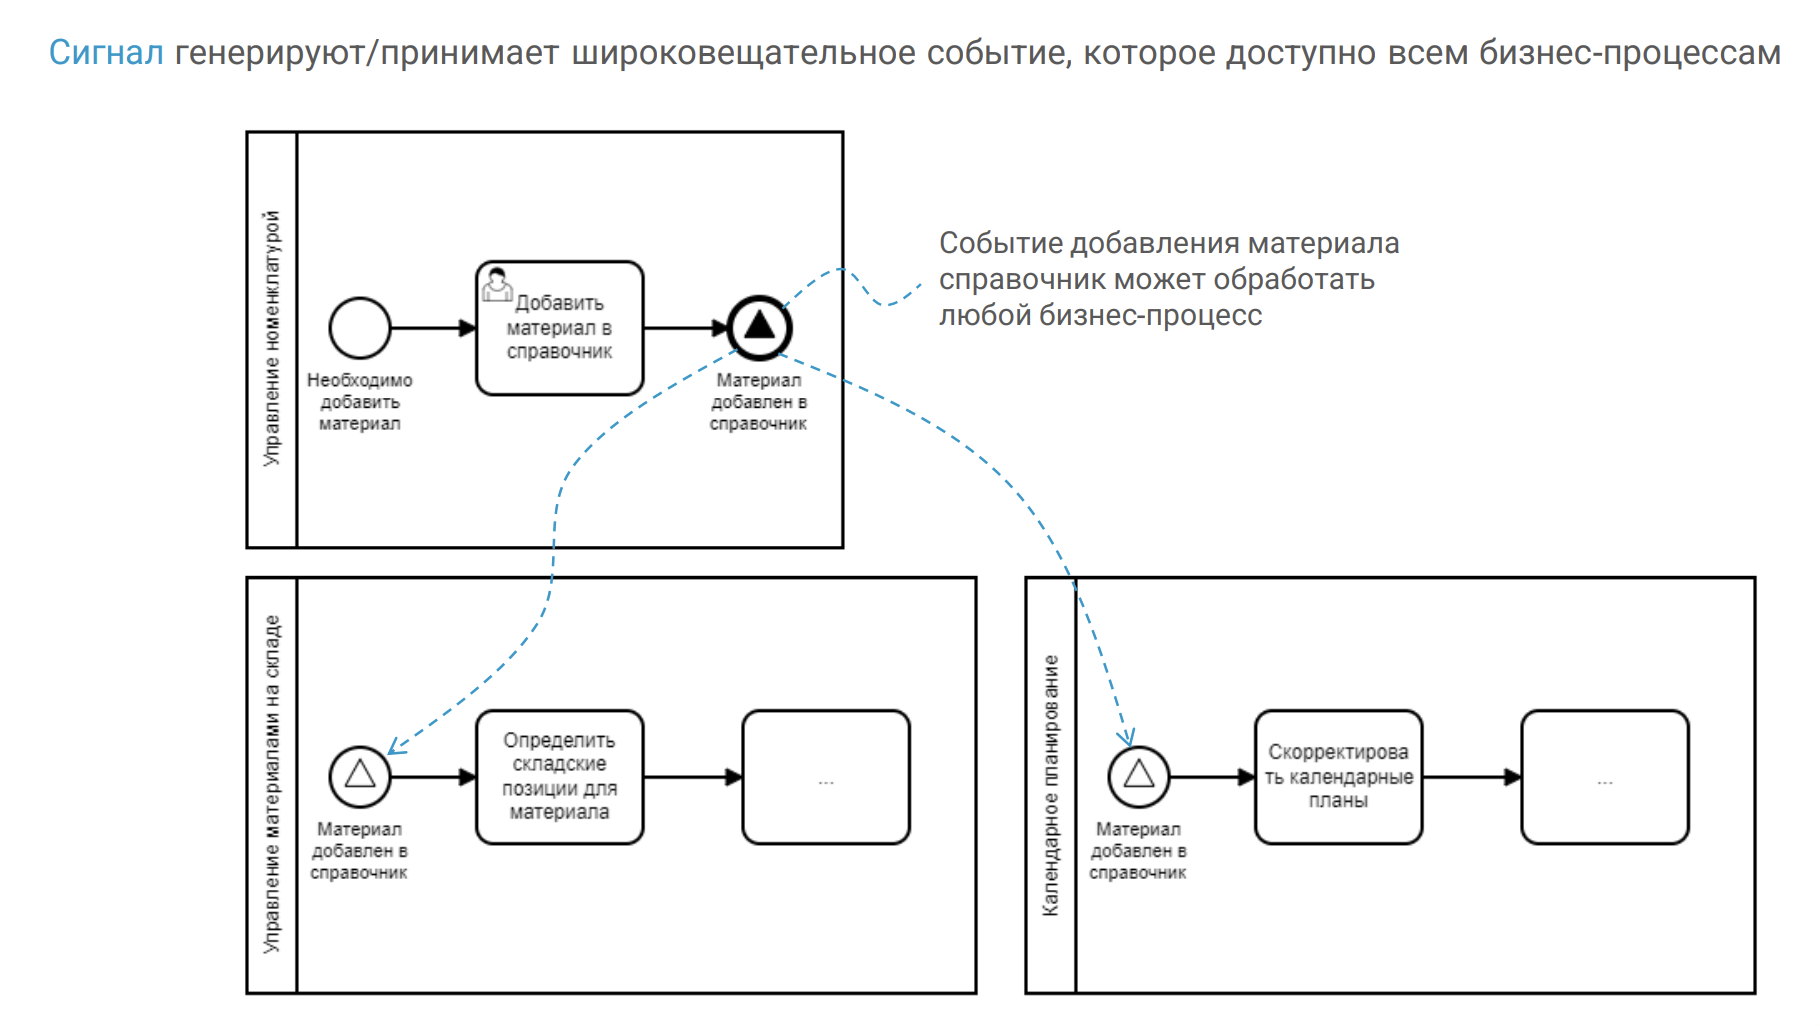 Сигнал генерируют/принимает широковещательное событие, которое доступно всем бизнес-процессам
Управление номенклатурой
Необходимо
добавить
материал
Добавить
материал в
справочник
Материал
добавлен в
справочник
Событие добавления материала
справочник может обработать
любой бизнес-процесс
Управление материалами на складе
Материал
добавлен в
справочник
Определить
складские
позиции для
материала
...
Календарное планирование
Материал
добавлен в
справочник
Скорректирова
ть календарные
планы
...